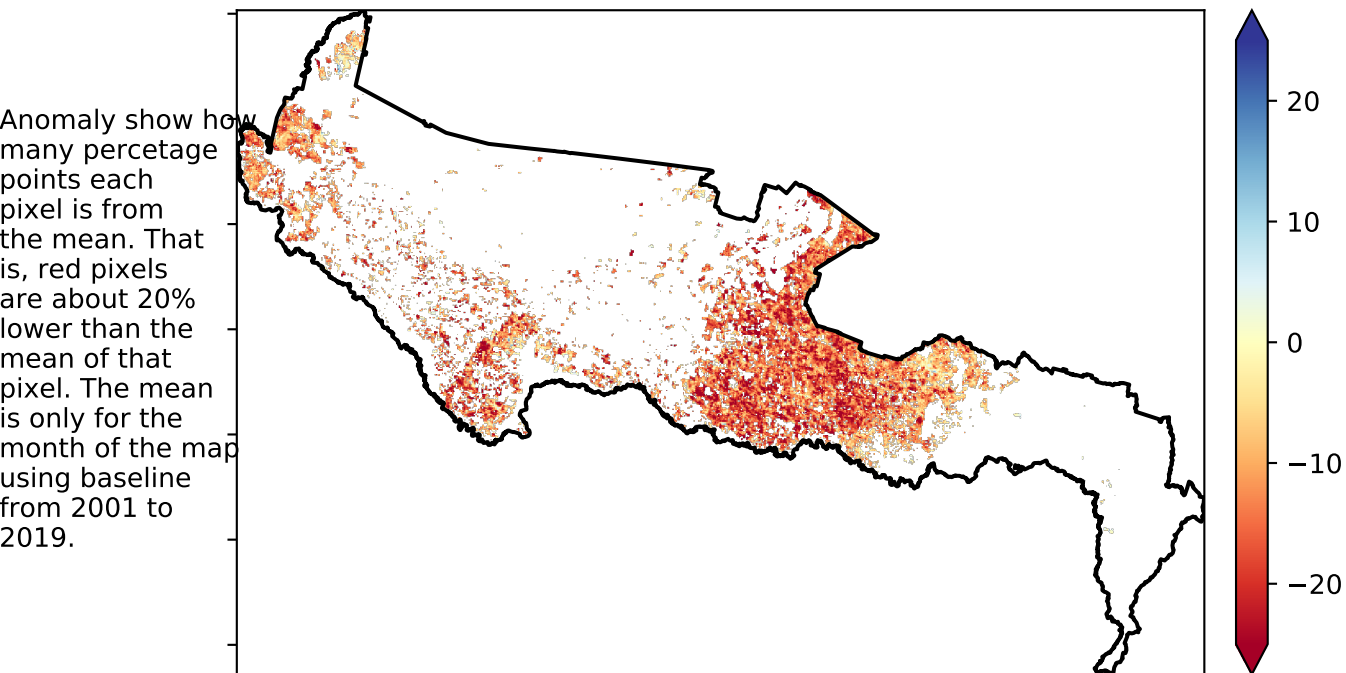 Anomaly show how
many percetage
points each
pixel is from
the mean. That
is, red pixels
are about 20%
lower than the
mean of that
pixel. The mean
is only for the
month of the map
using baseline
from 2001 to
2019.
20
10
0
−10
−20